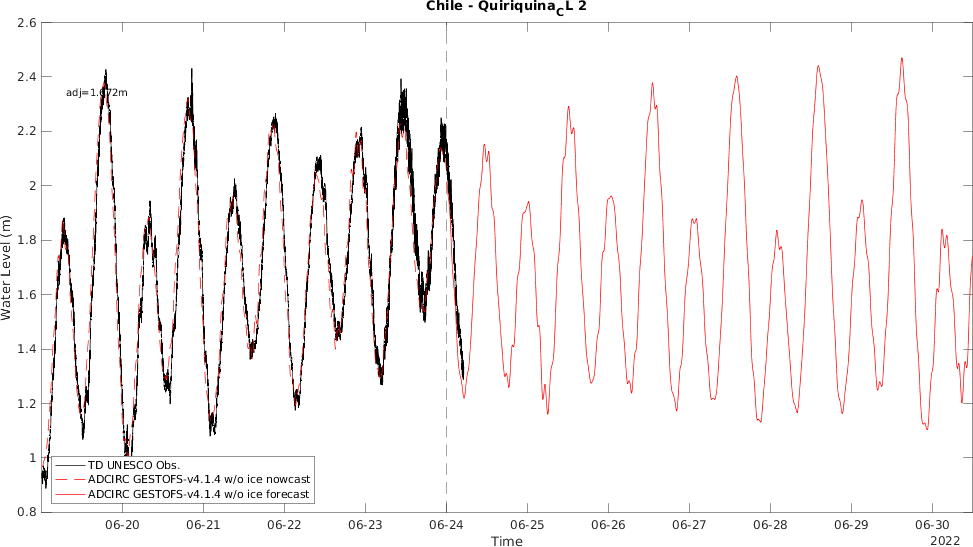 Chile - Quiriquina_CL 2
2.6
2.4
2.2
2
1.8
1.6
1.4
1.2
1
0.8
Water Level (m)
adj=1.672m
TD UNESCO Obs.
ADCIRC GESTOFS-v4.1.4 w/o ice nowcast
ADCIRC GESTOFS-v4.1.4 w/o ice forecast
06-20 06-21 06-22 06-23 06-24 06-25 06-26 06-27 06-28 06-29 06-30
Time
2022